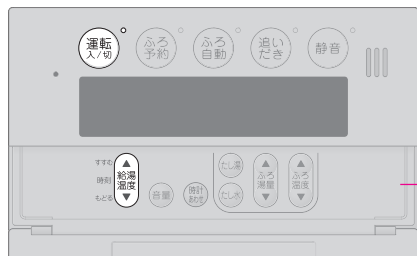 運転
入/切
ふろ
予約
ふろ
自動
追い
だき
静音
すすむ
時刻
もどる
給湯
温度
音量
時計
あわせ
たし湯
たし水
ふろ
湯量
ふろ
温度